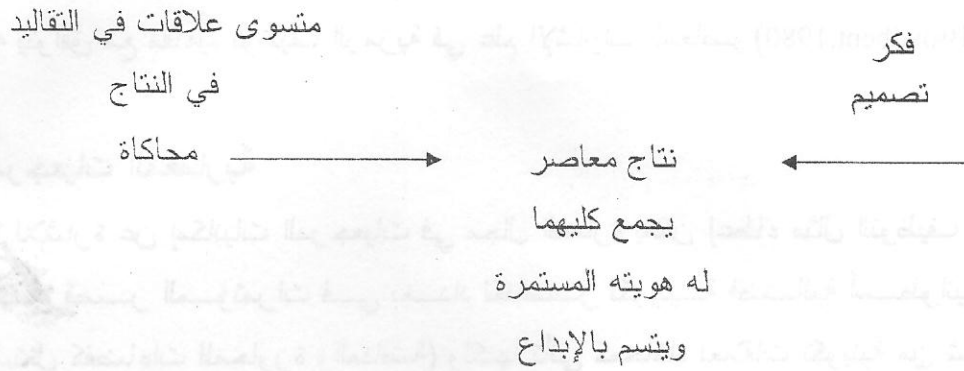 متسوى علاقات في التقاليد
فكر
في النتاج
تصميم
محاكاة
نتاج معاصر
يجمع كليهما
له هويته المستمرة
ويتسم بالإبداع